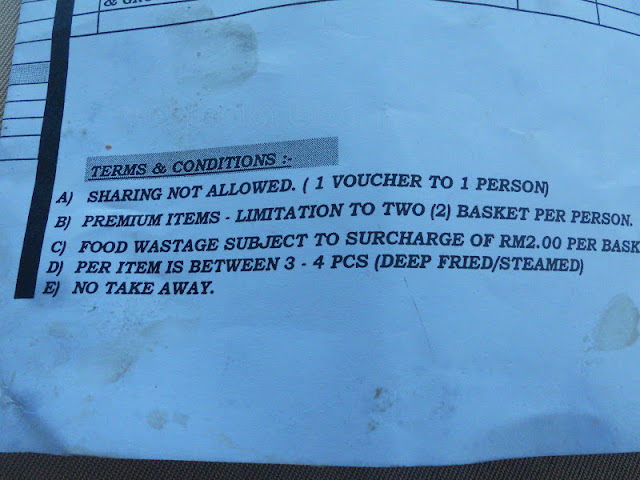 TERMS & CONDITIONS :-
A) SHARING NOT ALLOWED. ( 1 VOUCHER TO 1 PERSON)
B) PREMIUM ITEMS - LIMITATION TO TWO (2) BASKET PER PERSON.
C) FOOD WASTAGE SUBJECT TO SURCHARGE OF RM2.00 PER BASK
D) PER ITEM IS BETWEEN 3 - 4 PCS (DEEP FRIED/STEAMED)
E) NO TAKE AWAY.